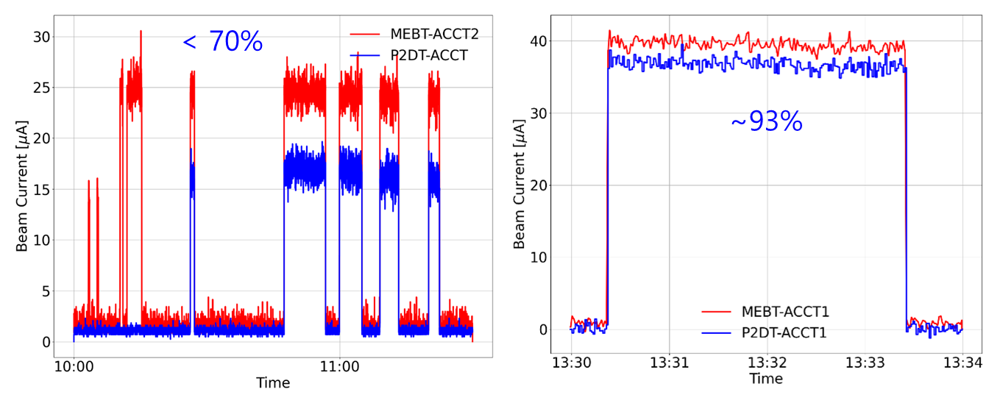 < 70%
MEBT-ACCT2
P2DT-ACCT
Beam Current [μA]
30
25
20
15
10
5
0
10:00
11:00
Time
~93%
MEBT-ACCT1
P2DT-ACCT1
Beam Current [μA]
40
30
20
10
0
13:30
13:31
13:32
13:33
13:34
Time